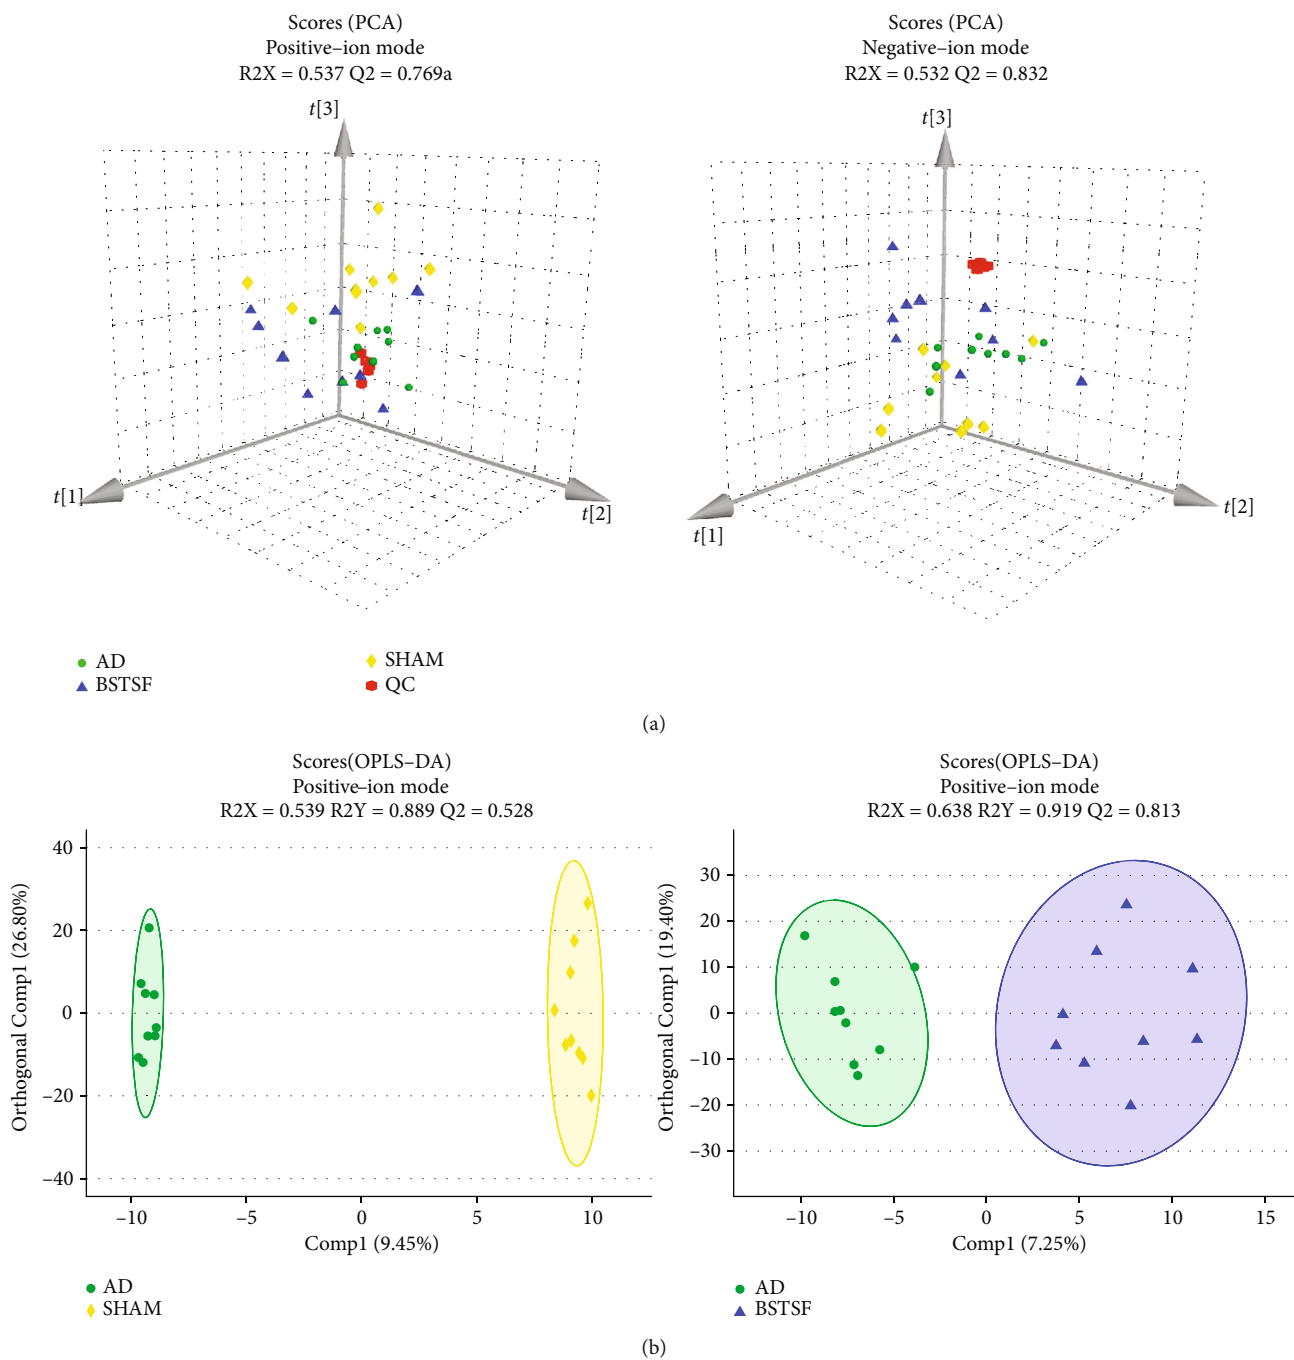 Scores (PCA)
Positive–ion mode
R2X = 0.537 Q2 = 0.769a
t[3]
t[1]
t[2]
Scores (PCA)
Negative–ion mode
R2X = 0.532 Q2 = 0.832
t[3]
t[1]
t[2]
AD
BSTSF
SHAM
QC
(a)
Scores(OPLS–DA)
Positive–ion mode
R2X = 0.539 R2Y = 0.889 Q2 = 0.528
Orthogonal Comp1 (26.80%)
40
20
0
–20
–40
–10
–5
0
5
10
Comp1 (9.45%)
AD
SHAM
Scores(OPLS–DA)
Positive–ion mode
R2X = 0.638 R2Y = 0.919 Q2 = 0.813
Orthogonal Comp1 (19.40%)
30
20
10
0
–10
–20
–30
–10
–5
0
5
10
15
Comp1 (7.25%)
AD
BSTSF
(b)